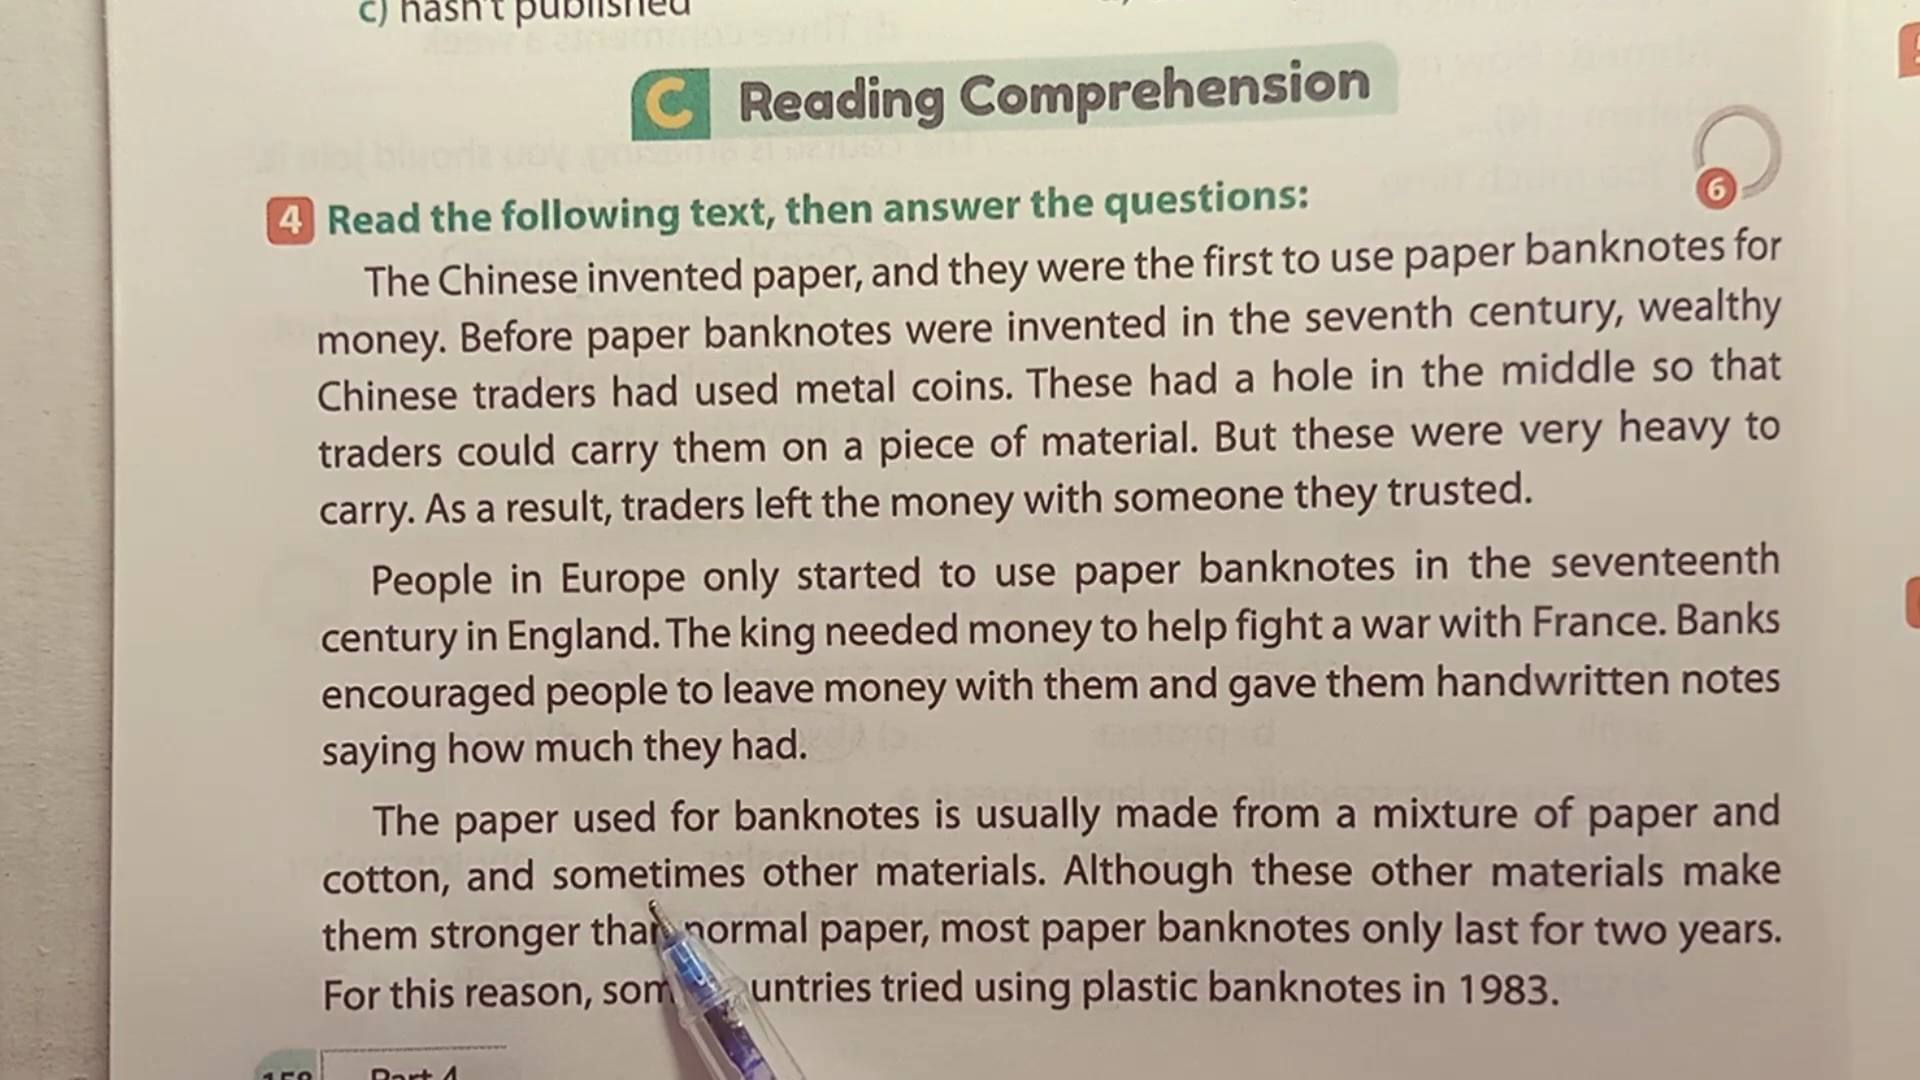 c) hasn't published
C Reading Comprehension
6
4 Read the following text, then answer the questions:
The Chinese invented paper, and they were the first to use paper banknotes for
money. Before paper banknotes were invented in the seventh century, wealthy
Chinese traders had used metal coins. These had a hole in the middle so that
traders could carry them on a piece of material. But these were very heavy to
carry. As a result, traders left the money with someone they trusted.
People in Europe only started to use paper banknotes in the seventeenth
century in England. The king needed money to help fight a war with France. Banks
encouraged people to leave money with them and gave them handwritten notes
saying how much they had.
The paper used for banknotes is usually made from a mixture of paper and
cotton, and sometimes other materials. Although these other materials make
them stronger than normal paper, most paper banknotes only last for two years.
For this reason, tried using plastic banknotes in 1983.
Part 4